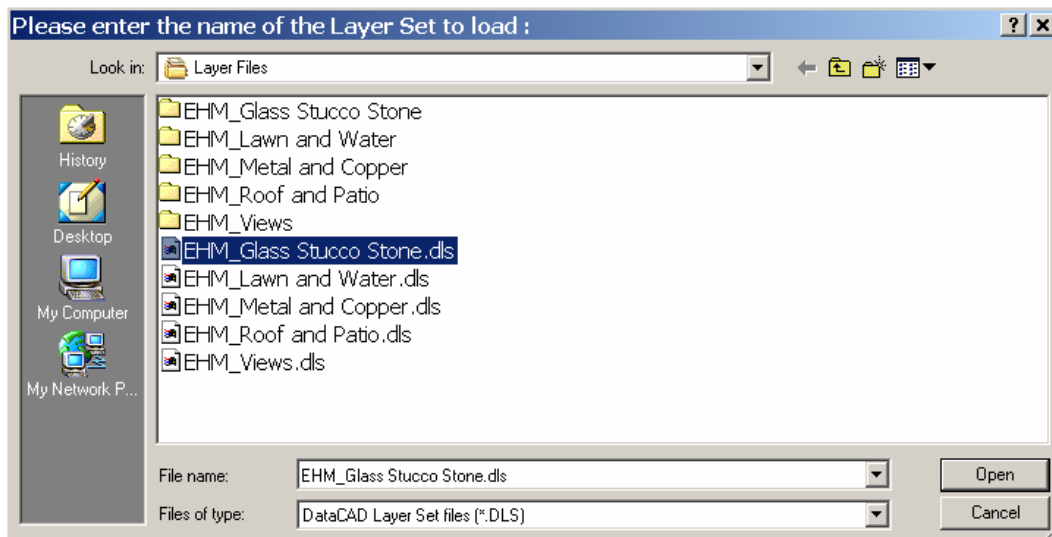 Please enter the name of the Layer Set to load :
Look in: Layer Files
History
Desktop
My Computer
My Network P...
EHM_Glass Stucco Stone
EHM_Lawn and Water
EHM_Metal and Copper
EHM_Roof and Patio
EHM_Views
EHM_Glass Stucco Stone.dls
EHM_Lawn and Water.dls
EHM_Metal and Copper.dls
EHM_Roof and Patio.dls
EHM_Views.dls
File name: EHM_Glass Stucco Stone.dls Open
Files of type: DataCAD Layer Set files (*.DLS) Cancel